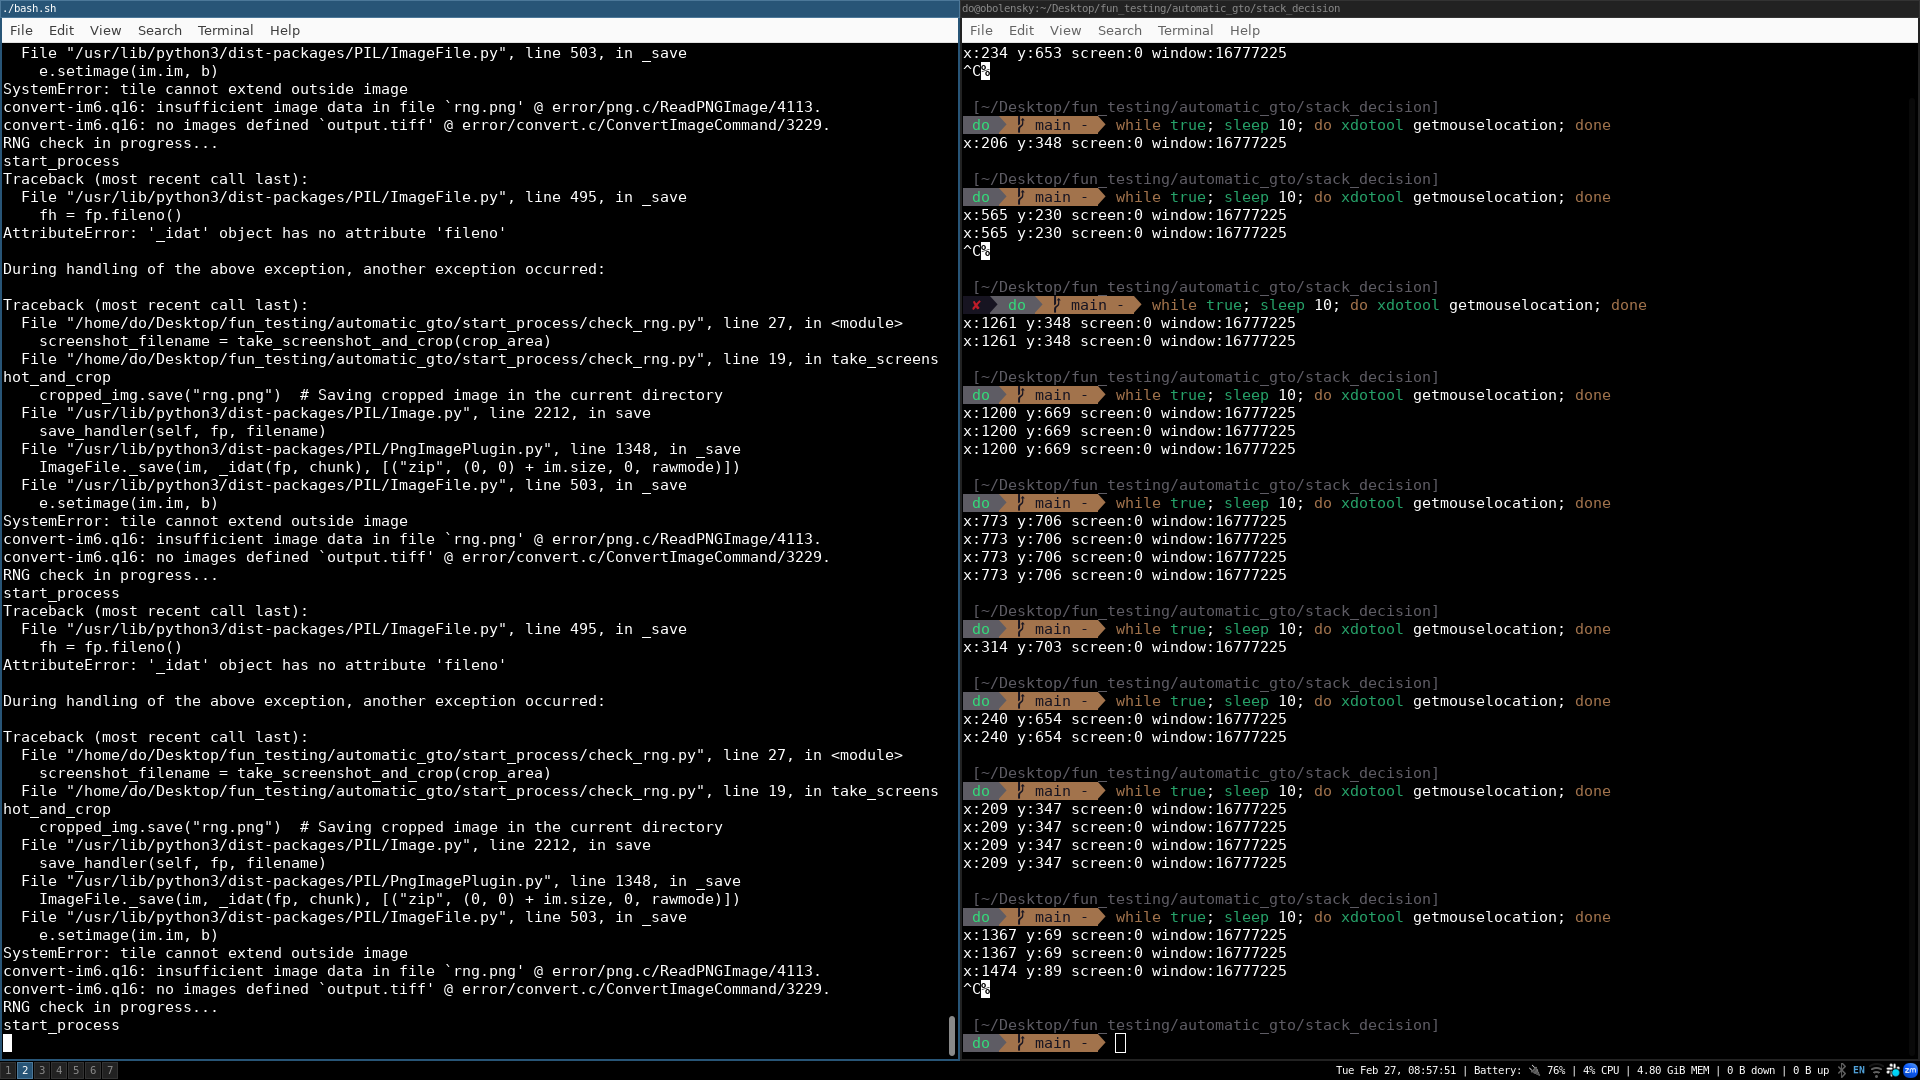 ./bash.sh
File Edit View Search Terminal Help
File "/usr/lib/python3/dist-packages/PIL/ImageFile.py", line 503, in _save
e.setimage(im.im, b)
SystemError: tile cannot extend outside image
convert-im6.q16: insufficient image data in file `rng.png' @ error/png.c/ReadPNGImage/4113.
convert-im6.q16: no images defined `output.tiff' @ error/convert.c/ConvertImageCommand/3229.
RNG check in progress...
start_process
Traceback (most recent call last):
File "/usr/lib/python3/dist-packages/PIL/ImageFile.py", line 495, in _save
fh = fp.fileno()
AttributeError: '_idat' object has no attribute 'fileno'
During handling of the above exception, another exception occurred:
Traceback (most recent call last):
File "/home/do/Desktop/fun_testing/automatic_gto/start_process/check_rng.py", line 27, in <module>
screenshot_filename = take_screenshot_and_crop(crop_area)
File "/home/do/Desktop/fun_testing/automatic_gto/start_process/check_rng.py", line 19, in take_screens
hot_and_crop
cropped_img.save("rng.png")  # Saving cropped image in the current directory
File "/usr/lib/python3/dist-packages/PIL/Image.py", line 2212, in save
save_handler(self, fp, filename)
File "/usr/lib/python3/dist-packages/PIL/PngImagePlugin.py", line 1348, in _save
ImageFile._save(im, _idat(fp, chunk), [("zip", (0, 0) + im.size, 0, rawmode)])
File "/usr/lib/python3/dist-packages/PIL/ImageFile.py", line 503, in _save
e.setimage(im.im, b)
SystemError: tile cannot extend outside image
convert-im6.q16: insufficient image data in file `rng.png' @ error/png.c/ReadPNGImage/4113.
convert-im6.q16: no images defined `output.tiff' @ error/convert.c/ConvertImageCommand/3229.
RNG check in progress...
start_process
Traceback (most recent call last):
File "/usr/lib/python3/dist-packages/PIL/ImageFile.py", line 495, in _save
fh = fp.fileno()
AttributeError: '_idat' object has no attribute 'fileno'
During handling of the above exception, another exception occurred:
Traceback (most recent call last):
File "/home/do/Desktop/fun_testing/automatic_gto/start_process/check_rng.py", line 27, in <module>
screenshot_filename = take_screenshot_and_crop(crop_area)
File "/home/do/Desktop/fun_testing/automatic_gto/start_process/check_rng.py", line 19, in take_screens
hot_and_crop
cropped_img.save("rng.png")  # Saving cropped image in the current directory
File "/usr/lib/python3/dist-packages/PIL/Image.py", line 2212, in save
save_handler(self, fp, filename)
File "/usr/lib/python3/dist-packages/PIL/PngImagePlugin.py", line 1348, in _save
ImageFile._save(im, _idat(fp, chunk), [("zip", (0, 0) + im.size, 0, rawmode)])
File "/usr/lib/python3/dist-packages/PIL/ImageFile.py", line 503, in _save
e.setimage(im.im, b)
SystemError: tile cannot extend outside image
convert-im6.q16: insufficient image data in file `rng.png' @ error/png.c/ReadPNGImage/4113.
convert-im6.q16: no images defined `output.tiff' @ error/convert.c/ConvertImageCommand/3229.
RNG check in progress...
start_process
do@obolensky:~/Desktop/fun_testing/automatic_gto/stack_decision
File Edit View Search Terminal Help
x:234 y:653 screen:0 window:16777225
^C%
[~/Desktop/fun_testing/automatic_gto/stack_decision]
do main - while true; sleep 10; do xdotool getmouselocation; done
x:206 y:348 screen:0 window:16777225
[~/Desktop/fun_testing/automatic_gto/stack_decision]
do main - while true; sleep 10; do xdotool getmouselocation; done
x:565 y:230 screen:0 window:16777225
x:565 y:230 screen:0 window:16777225
^C%
[~/Desktop/fun_testing/automatic_gto/stack_decision]
✘ do main - while true; sleep 10; do xdotool getmouselocation; done
x:1261 y:348 screen:0 window:16777225
x:1261 y:348 screen:0 window:16777225
[~/Desktop/fun_testing/automatic_gto/stack_decision]
do main - while true; sleep 10; do xdotool getmouselocation; done
x:1200 y:669 screen:0 window:16777225
x:1200 y:669 screen:0 window:16777225
x:1200 y:669 screen:0 window:16777225
[~/Desktop/fun_testing/automatic_gto/stack_decision]
do main - while true; sleep 10; do xdotool getmouselocation; done
x:773 y:706 screen:0 window:16777225
x:773 y:706 screen:0 window:16777225
x:773 y:706 screen:0 window:16777225
x:773 y:706 screen:0 window:16777225
[~/Desktop/fun_testing/automatic_gto/stack_decision]
do main - while true; sleep 10; do xdotool getmouselocation; done
x:314 y:703 screen:0 window:16777225
[~/Desktop/fun_testing/automatic_gto/stack_decision]
do main - while true; sleep 10; do xdotool getmouselocation; done
x:240 y:654 screen:0 window:16777225
x:240 y:654 screen:0 window:16777225
[~/Desktop/fun_testing/automatic_gto/stack_decision]
do main - while true; sleep 10; do xdotool getmouselocation; done
x:209 y:347 screen:0 window:16777225
x:209 y:347 screen:0 window:16777225
x:209 y:347 screen:0 window:16777225
x:209 y:347 screen:0 window:16777225
[~/Desktop/fun_testing/automatic_gto/stack_decision]
do main - while true; sleep 10; do xdotool getmouselocation; done
x:1367 y:69 screen:0 window:16777225
x:1367 y:69 screen:0 window:16777225
x:1474 y:89 screen:0 window:16777225
^C%
[~/Desktop/fun_testing/automatic_gto/stack_decision]
do main -
1 2 3 4 5 6 7
Tue Feb 27, 08:57:51 | Battery: 76% | 4% CPU | 4.80 GiB MEM | 0 B down | 0 B up EN zm